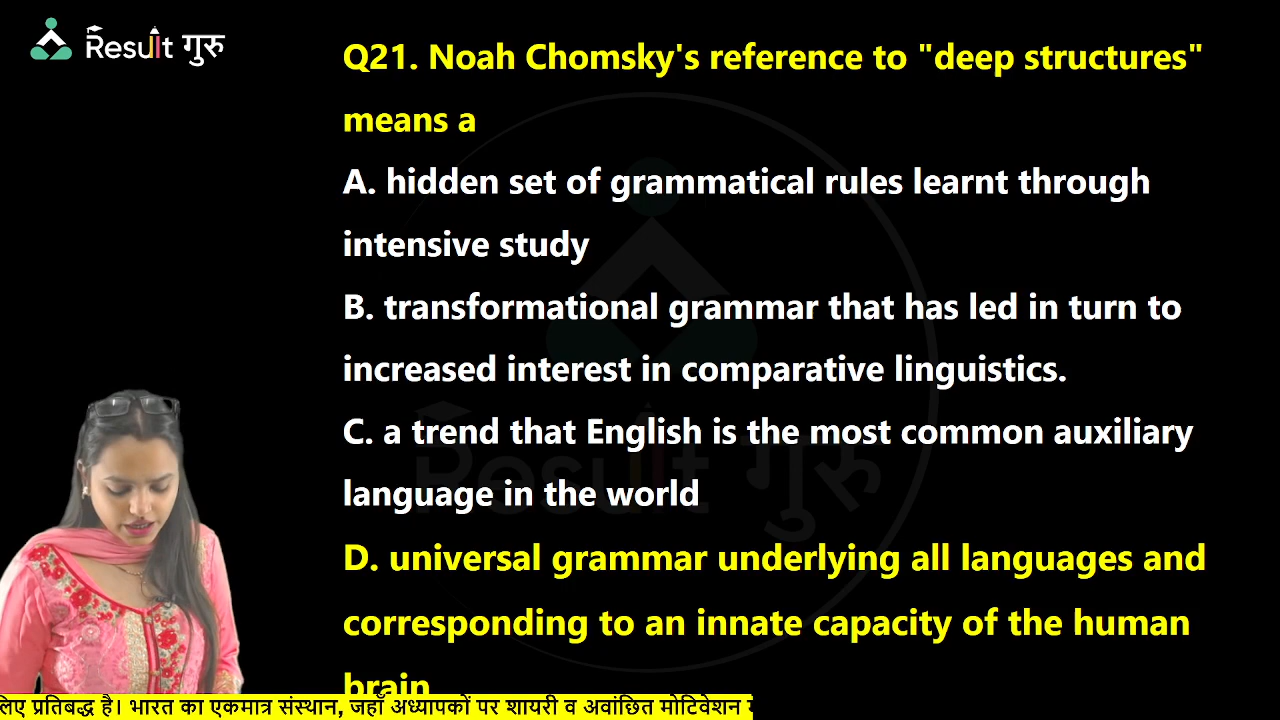 Result गुरु
Q21. Noah Chomsky's reference to "deep structures"
means a
A. hidden set of grammatical rules learnt through
intensive study
B. transformational grammar that has led in turn to
increased interest in comparative linguistics.
C. a trend that English is the most common auxiliary
language in the world
D. universal grammar underlying all languages and
corresponding to an innate capacity of the human
brain
लिए प्रतिबद्ध है। भारत का एकमात्र संस्थान, जहाँ अध्यापकों पर शायरी व अवांछित मोटिवेशन
Result गुरु